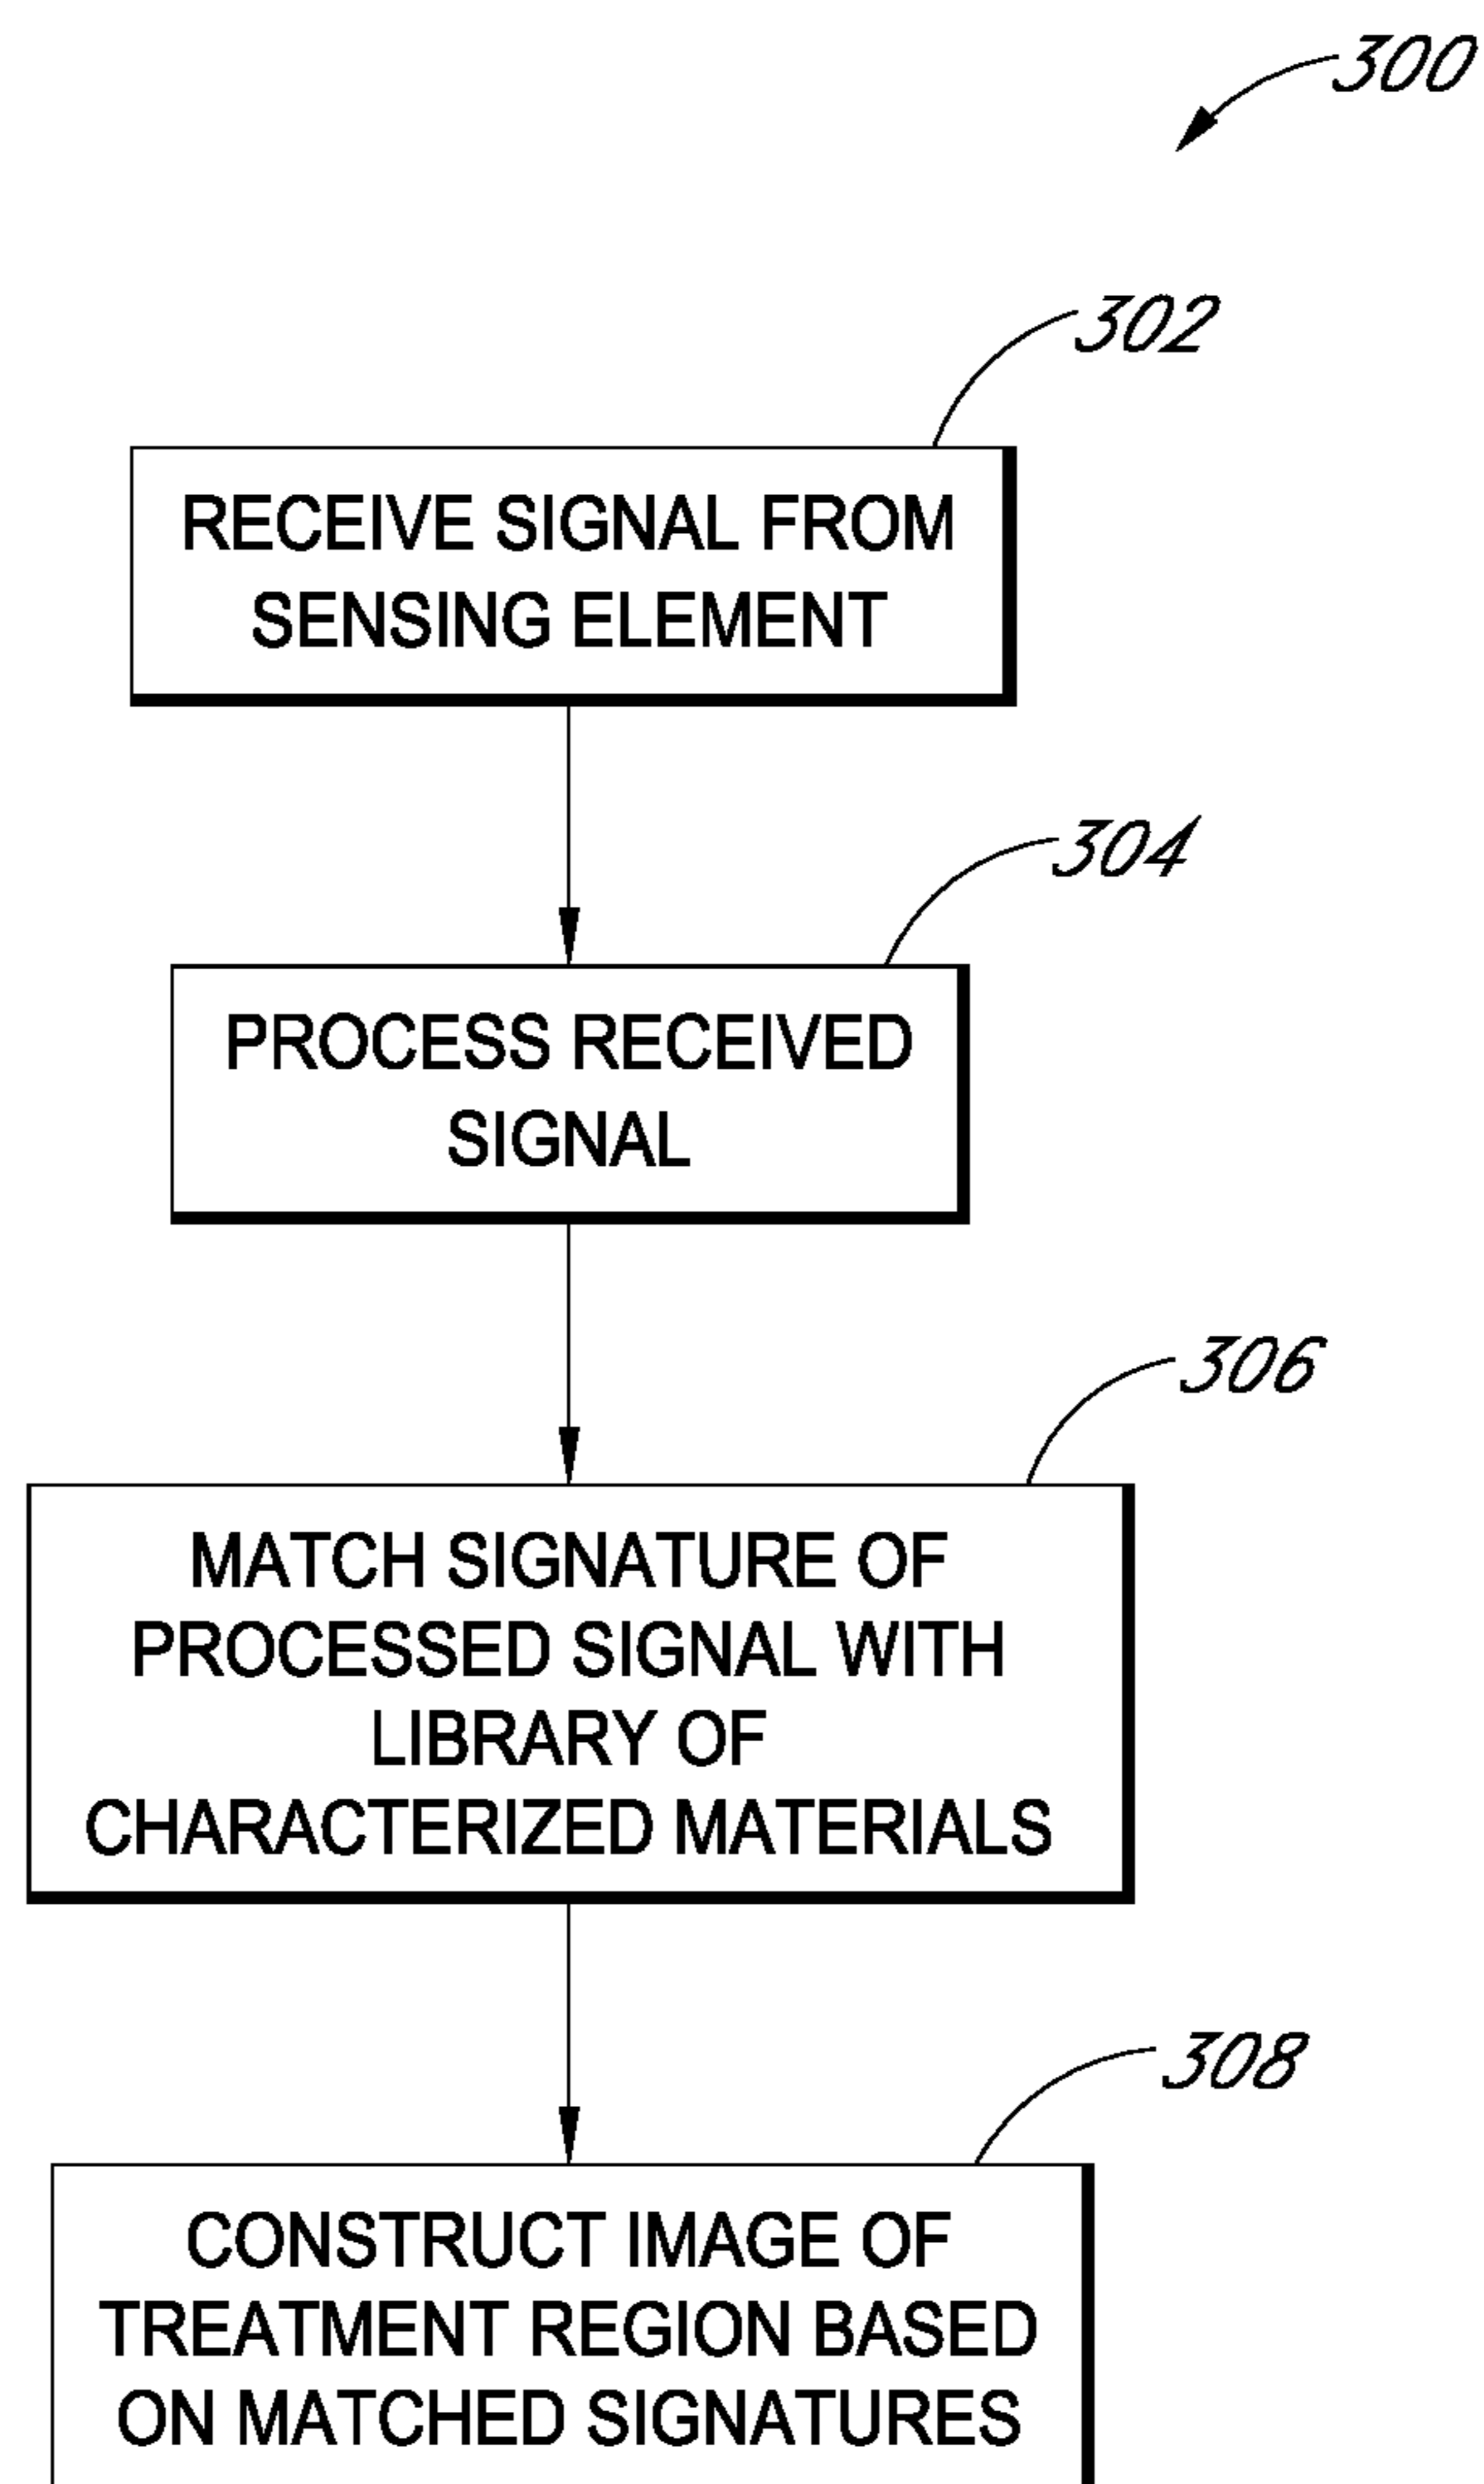 300
302
RECEIVE SIGNAL FROM
SENSING ELEMENT
304
PROCESS RECEIVED
SIGNAL
306
MATCH SIGNATURE OF
PROCESSED SIGNAL WITH
LIBRARY OF
CHARACTERIZED MATERIALS
308
CONSTRUCT IMAGE OF
TREATMENT REGION BASED
ON MATCHED SIGNATURES